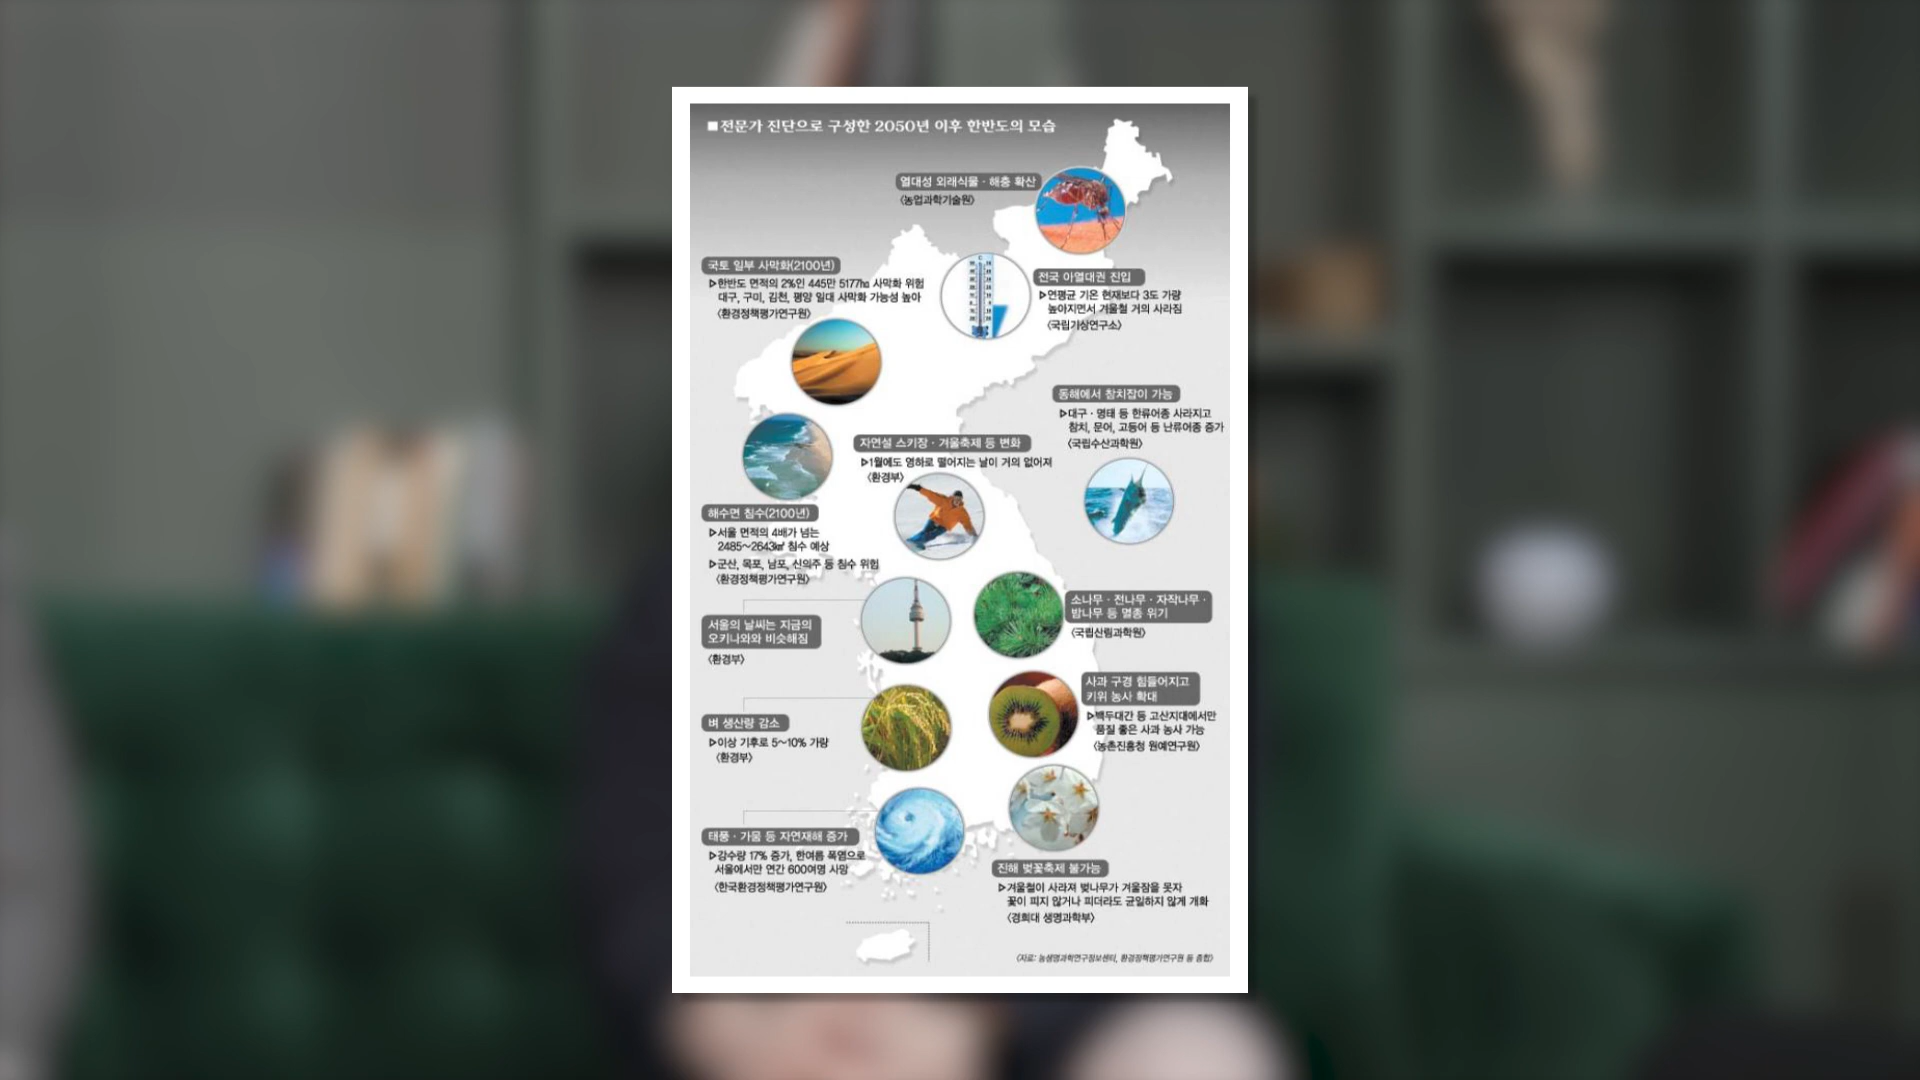 ■전문가 진단으로 구성한 2050년 이후 한반도의 모습
열대성 외래식물·해충 확산
〈농업과학기술원〉
국토 일부 사막화(2100년)
▷한반도 면적의 2%인 445만 5177㏊ 사막화 위험
대구, 구미, 김천, 평양 일대 사막화 가능성 높아
〈환경정책평가연구원〉
전국 아열대권 진입
▷연평균 기온 현재보다 3도 가량
높아지면서 겨울철 거의 사라짐
〈국립기상연구소〉
동해에서 참치잡이 가능
▷대구·명태 등 한류어종 사라지고
참치, 문어, 고등어 등 난류어종 증가
〈국립수산과학원〉
자연설 스키장·겨울축제 등 변화
▷1월에도 영하로 떨어지는 날이 거의 없어져
〈환경부〉
해수면 침수(2100년)
▷서울 면적의 4배가 넘는
2485~2643㎢ 침수 예상
▷군산, 목포, 남포, 신의주 등 침수 위험
〈환경정책평가연구원〉
서울의 날씨는 지금의
오키나와와 비슷해짐
〈환경부〉
소나무·전나무·자작나무·
밤나무 등 멸종 위기
〈국립산림과학원〉
사과 구경 힘들어지고
키위 농사 확대
▷백두대간 등 고산지대에서만
품질 좋은 사과 농사 가능
〈농촌진흥청 원예연구원〉
벼 생산량 감소
▷이상 기후로 5~10% 가량
〈환경부〉
태풍·가뭄 등 자연재해 증가
▷강수량 17% 증가, 한여름 폭염으로
서울에서만 연간 600여명 사망
〈한국환경정책평가연구원〉
진해 벚꽃축제 불가능
▷겨울철이 사라져 벚나무가 겨울잠을 못자
꽃이 피지 않거나 피더라도 균일하지 않게 개화
〈경희대 생명과학부〉
〈자료: 농생명과학연구정보센터, 환경정책평가연구원 등 종합〉